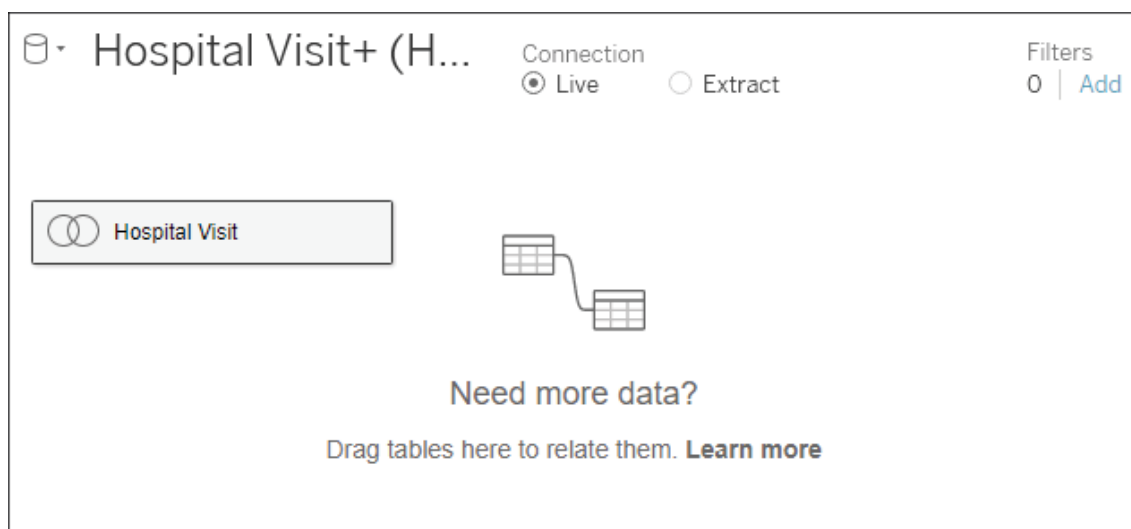 Hospital Visit+ (H...
Connection
Live
Extract
Filters
0
Add
Hospital Visit
Need more data?
Drag tables here to relate them. Learn more